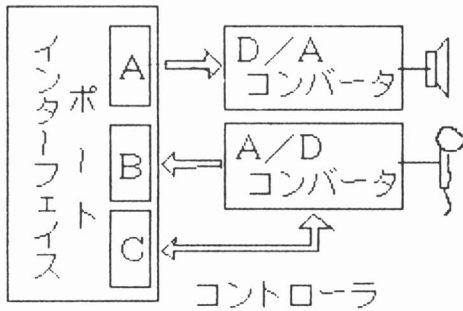 インターフェイス
ポート
A
B
C
D/A
コンバータ
A/D
コンバータ
コントローラ